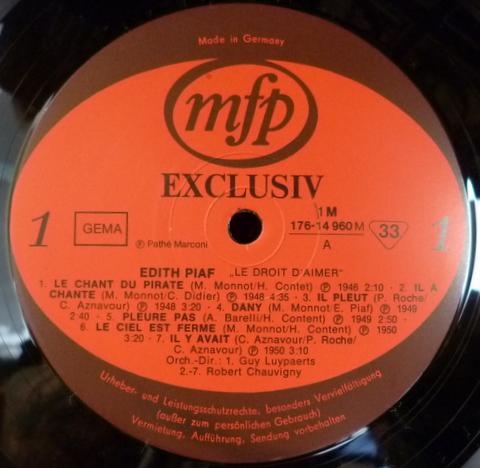 Made in Germany
mfp
EXCLUSIV
1 M
1 GEMA 176-14 960 M 33 1
Ⓟ Pathé Marconi A
EDITH PIAF „LE DROIT D'AIMER"
1. LE CHANT DU PIRATE (M. Monnot/H. Contet) Ⓟ 1946 2:10 · 2. IL A
CHANTE (M. Monnot/C. Didier) Ⓟ 1948 4:35 · 3. IL PLEUT (P. Roche/
C. Aznavour) Ⓟ 1948 3:20 · 4. DANY (M. Monnot/E. Piaf) Ⓟ 1949
2:40 · 5. PLEURE PAS (A. Barelli/H. Content) Ⓟ 1949 2:50 ·
6. LE CIEL EST FERME (M. Monnot/H. Content) Ⓟ 1950
3:20 · 7. IL Y AVAIT (C. Aznavour/P. Roche/
C. Aznavour) Ⓟ 1950 3:10
Orch.-Dir.: 1. Guy Luypaerts
2.-7. Robert Chauvigny
Urheber- und Leistungsschutzrechte, besonders Vervielfältigung
(außer zum persönlichen Gebrauch)
Vermietung, Aufführung, Sendung vorbehalten